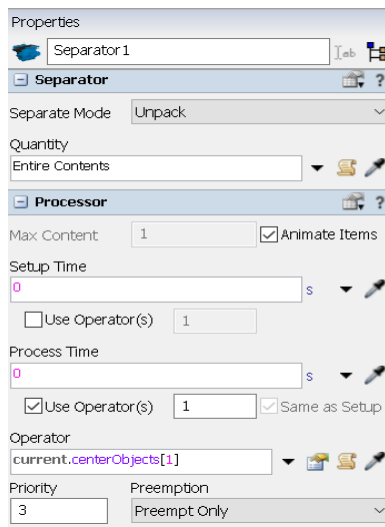 Properties
Separator1
Separator ?
Separate Mode Unpack
Quantity
Entire Contents
Processor ?
Max Content 1 Animate Items
Setup Time
0 s
Use Operator(s) 1
Process Time
0 s
Use Operator(s) 1 Same as Setup
Operator
current.centerObjects[1]
Priority Preemption
3 Preempt Only